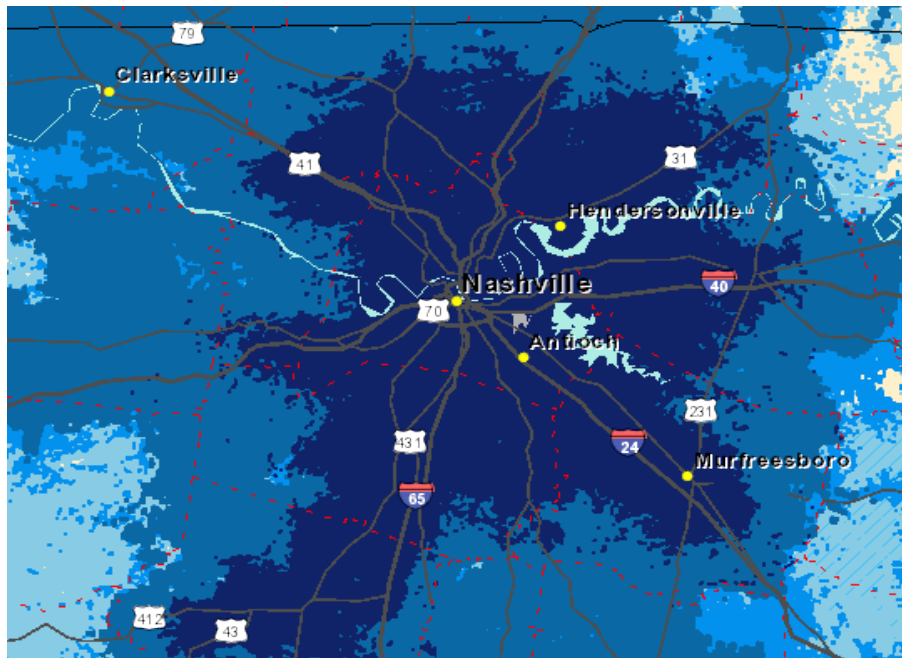 79
Clarksville
41
31
Hendersonville
Nashville
40
70
Antioch
231
431
24
Murfreesboro
65
412
43